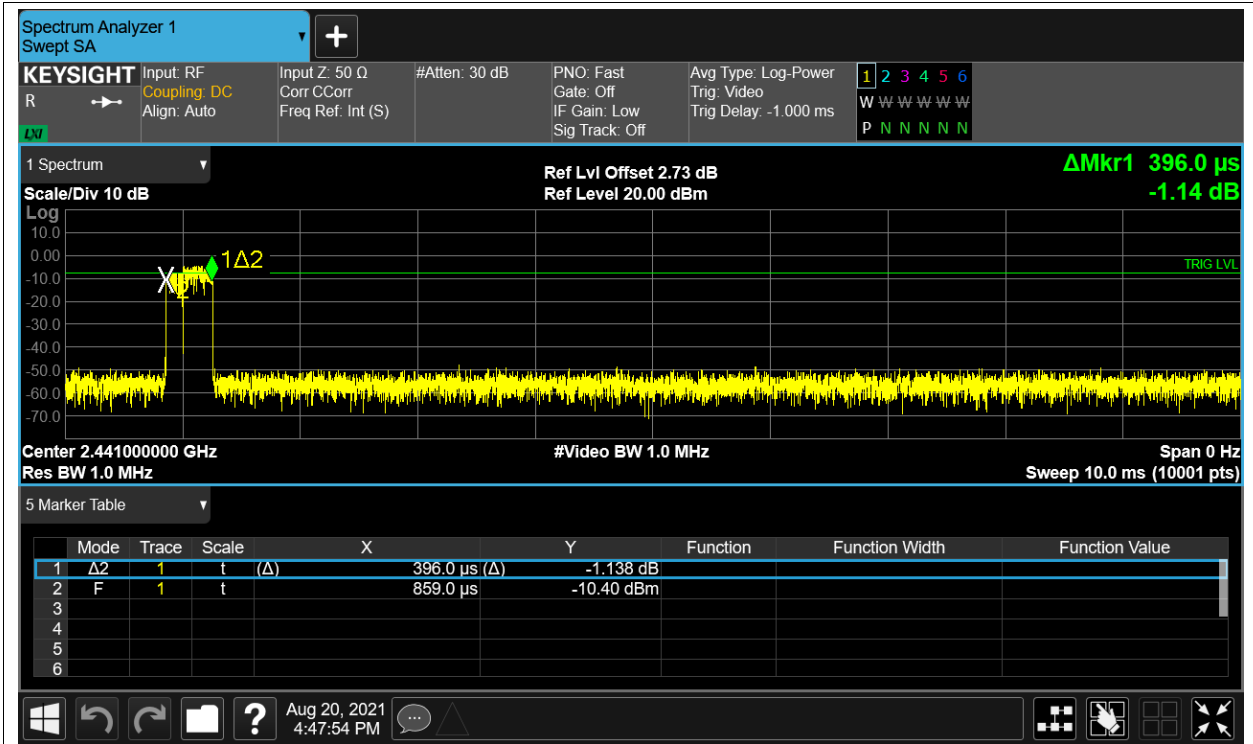 Spectrum Analyzer 1
Swept SA
KEYSIGHT
R
LXI
Input: RF
Coupling: DC
Align: Auto
Input Z: 50 Ω
Corr CCorr
Freq Ref: Int (S)
#Atten: 30 dB
PNO: Fast
Gate: Off
IF Gain: Low
Sig Track: Off
Avg Type: Log-Power
Trig: Video
Trig Delay: -1.000 ms
1 2 3 4 5 6
W W W W W W
P N N N N N
1 Spectrum
Scale/Div 10 dB
Ref Lvl Offset 2.73 dB
Ref Level 20.00 dBm
ΔMkr1 396.0 µs
-1.14 dB
Log
10.0
0.00
-10.0
-20.0
-30.0
-40.0
-50.0
-60.0
-70.0
1Δ2
X
2
TRIG LVL
Center 2.441000000 GHz
#Video BW 1.0 MHz
Span 0 Hz
Res BW 1.0 MHz
Sweep 10.0 ms (10001 pts)
5 Marker Table
Mode Trace Scale X Y Function Function Width Function Value
1 Δ2 1 t (Δ) 396.0 µs (Δ) -1.138 dB
2 F 1 t 859.0 µs -10.40 dBm
3
4
5
6
?
Aug 20, 2021
4:47:54 PM